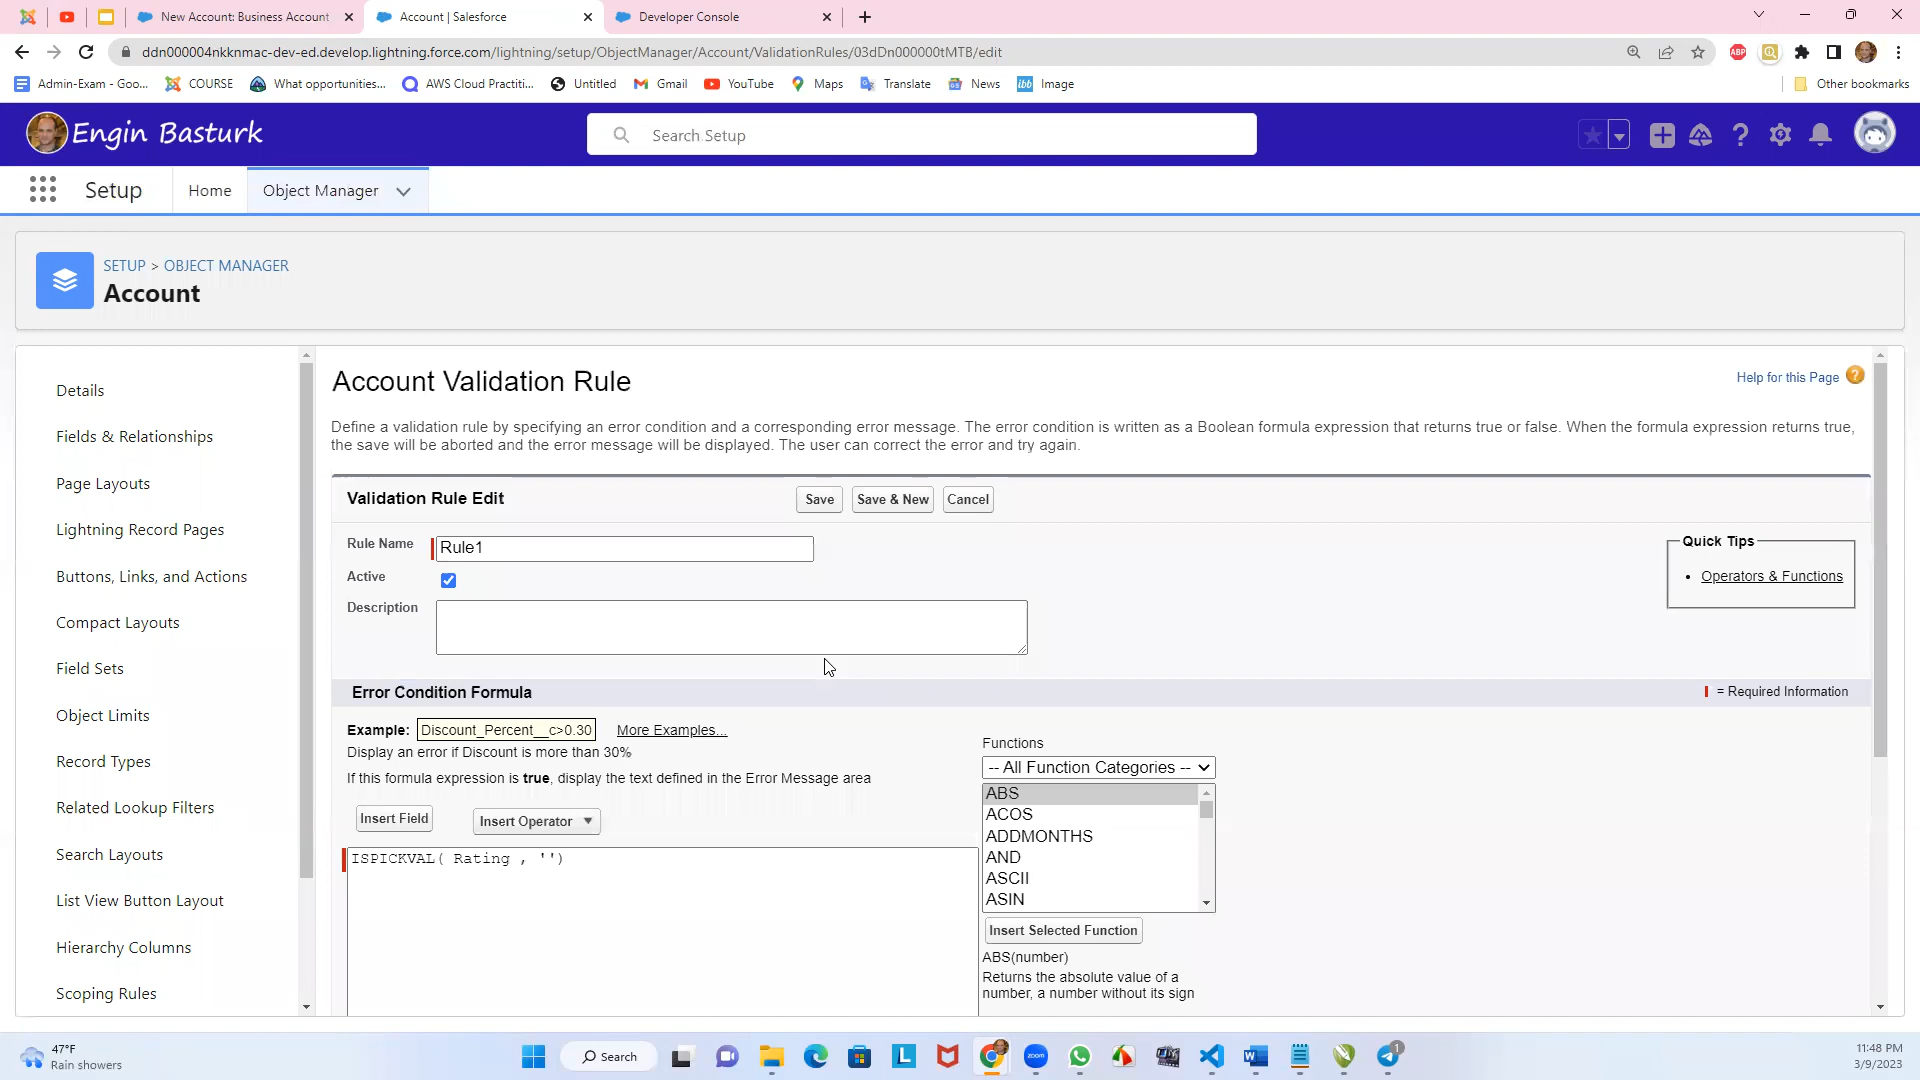 New Account: Business Account
Account | Salesforce
Developer Console
ddn000004nkknmac-dev-ed.develop.lightning.force.com/lightning/setup/ObjectManager/Account/ValidationRules/03dDn000000tMTB/edit
ABP
Admin-Exam - Goo...
COURSE
What opportunities...
AWS Cloud Practiti...
Untitled
Gmail
YouTube
Maps
Translate
News
ibb
Image
Other bookmarks
Engin Basturk
Search Setup
Setup
Home
Object Manager
SETUP > OBJECT MANAGER
Account
Details
Fields & Relationships
Page Layouts
Lightning Record Pages
Buttons, Links, and Actions
Compact Layouts
Field Sets
Object Limits
Record Types
Related Lookup Filters
Search Layouts
List View Button Layout
Hierarchy Columns
Scoping Rules
Account Validation Rule
Help for this Page
Define a validation rule by specifying an error condition and a corresponding error message. The error condition is written as a Boolean formula expression that returns true or false. When the formula expression returns true,
the save will be aborted and the error message will be displayed. The user can correct the error and try again.
Validation Rule Edit
Save
Save & New
Cancel
Rule Name
Rule1
Active
Description
Quick Tips
Operators & Functions
Error Condition Formula
= Required Information
Example: Discount_Percent__c>0.30 More Examples...
Display an error if Discount is more than 30%
If this formula expression is true, display the text defined in the Error Message area
Insert Field
Insert Operator
ISPICKVAL( Rating , '')
Functions
-- All Function Categories --
ABS
ACOS
ADDMONTHS
AND
ASCII
ASIN
Insert Selected Function
ABS(number)
Returns the absolute value of a
number, a number without its sign
47°F
Rain showers
Search
L
zoom
1
11:48 PM
3/9/2023